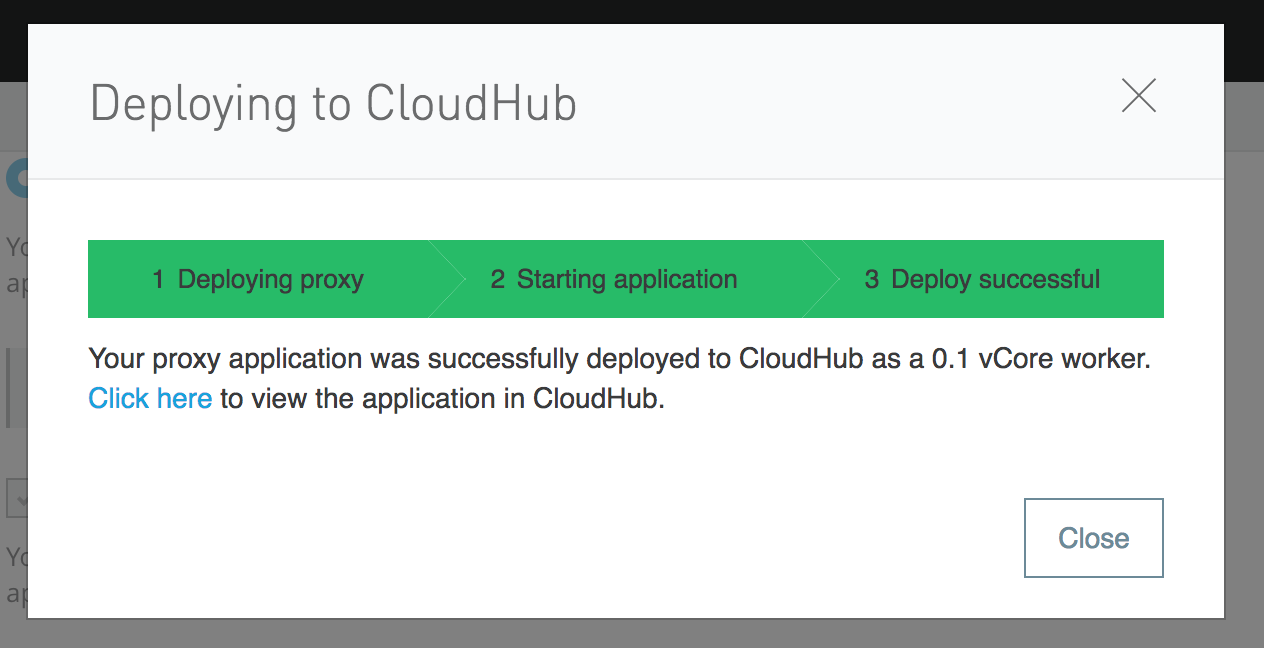 Deploying to CloudHub
1 Deploying proxy
2 Starting application
3 Deploy successful
Your proxy application was successfully deployed to CloudHub as a 0.1 vCore worker.
Click here to view the application in CloudHub.
Close